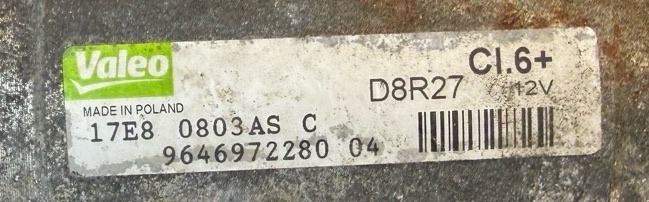 Valeo
Cl.6+
D8R27
12V
MADE IN POLAND
17E8 0803AS C
9646972280 04